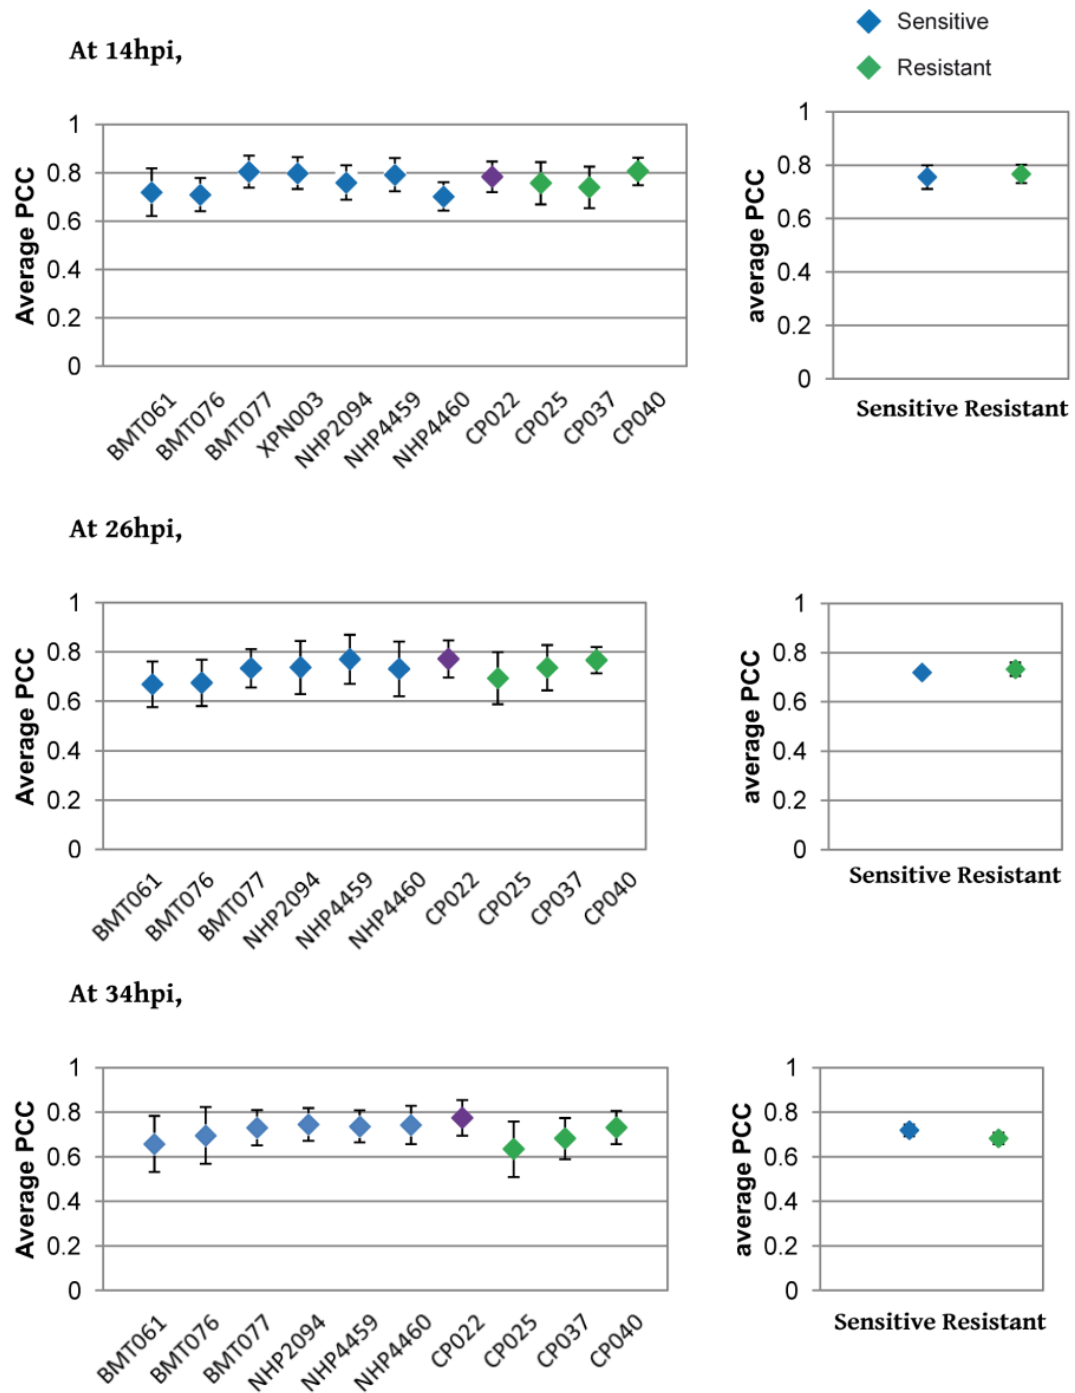 Sensitive
Resistant
At 14hpi,
Average PCC
1
0.8
0.6
0.4
0.2
0
BMT061
BMT076
BMT077
XPN003
NHP2094
NHP4459
NHP4460
CP022
CP025
CP037
CP040
average PCC
1
0.8
0.6
0.4
0.2
0
Sensitive Resistant
At 26hpi,
Average PCC
1
0.8
0.6
0.4
0.2
0
BMT061
BMT076
BMT077
NHP2094
NHP4459
NHP4460
CP022
CP025
CP037
CP040
average PCC
1
0.8
0.6
0.4
0.2
0
Sensitive Resistant
At 34hpi,
Average PCC
1
0.8
0.6
0.4
0.2
0
BMT061
BMT076
BMT077
NHP2094
NHP4459
NHP4460
CP022
CP025
CP037
CP040
average PCC
1
0.8
0.6
0.4
0.2
0
Sensitive Resistant